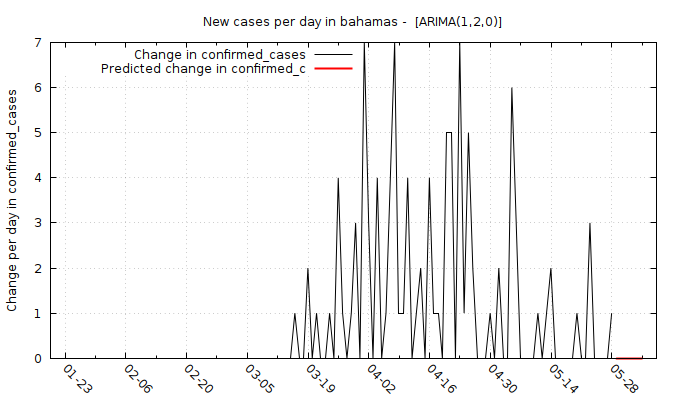 New cases per day in bahamas - [ARIMA(1,2,0)]
Change in confirmed_cases
Predicted change in confirmed_c
Change per day in confirmed_cases
7
6
5
4
3
2
1
0
01-23 02-06 02-20 03-05 03-19 04-02 04-16 04-30 05-14 05-28